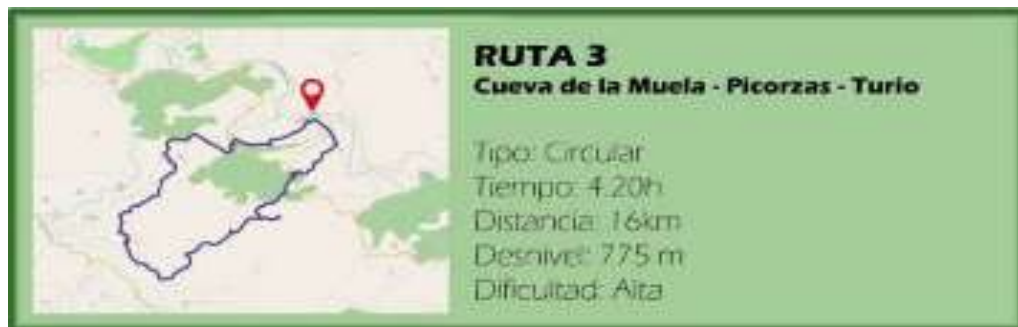 RUTA 3
Cueva de la Muela - Picorzas - Turio
Tipo: Circular
Tiempo: 4.20h
Distancia: 16km
Desnivel: 775 m
Dificultad: Alta